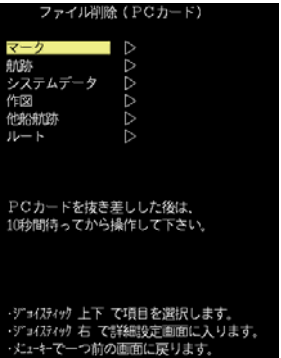 ファイル削除(PCカード)
マーク ▷
航跡 ▷
システムデータ ▷
作図 ▷
他船航跡 ▷
ルート ▷
PCカードを抜き差しした後は、
10秒間待ってから操作して下さい。
・ｼﾞｮｲｽﾃｨｯｸ 上下 で項目を選択します。
・ｼﾞｮｲｽﾃｨｯｸ 右 で詳細設定画面に入ります。
・ﾒﾆｭｰｷｰで一つ前の画面に戻ります。